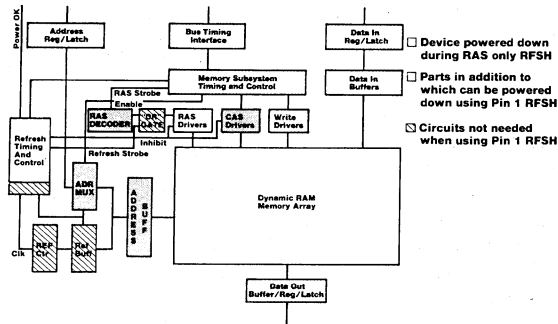 Power OK
Address
Reg/Latch
Bus Timing
Interface
Data In
Reg/Latch
Device powered down
during RAS only RFSH
Memory Subsystem
Timing and Control
Data In
Buffers
Parts in addition to
which can be powered
down using Pin 1 RFSH
RAS Strobe
Enable
RAS
DECODER
OR
GATE
RAS
Drivers
CAS
Drivers
Write
Drivers
Circuits not needed
when using Pin 1 RFSH
Inhibit
Refresh
Timing
And
Control
Refresh Strobe
ADR
MUX
ADDRESS
BUFF
Dynamic RAM
Memory Array
Clk
REF
Ctr
Ref
Buff
Data Out
Buffer/Reg/Latch